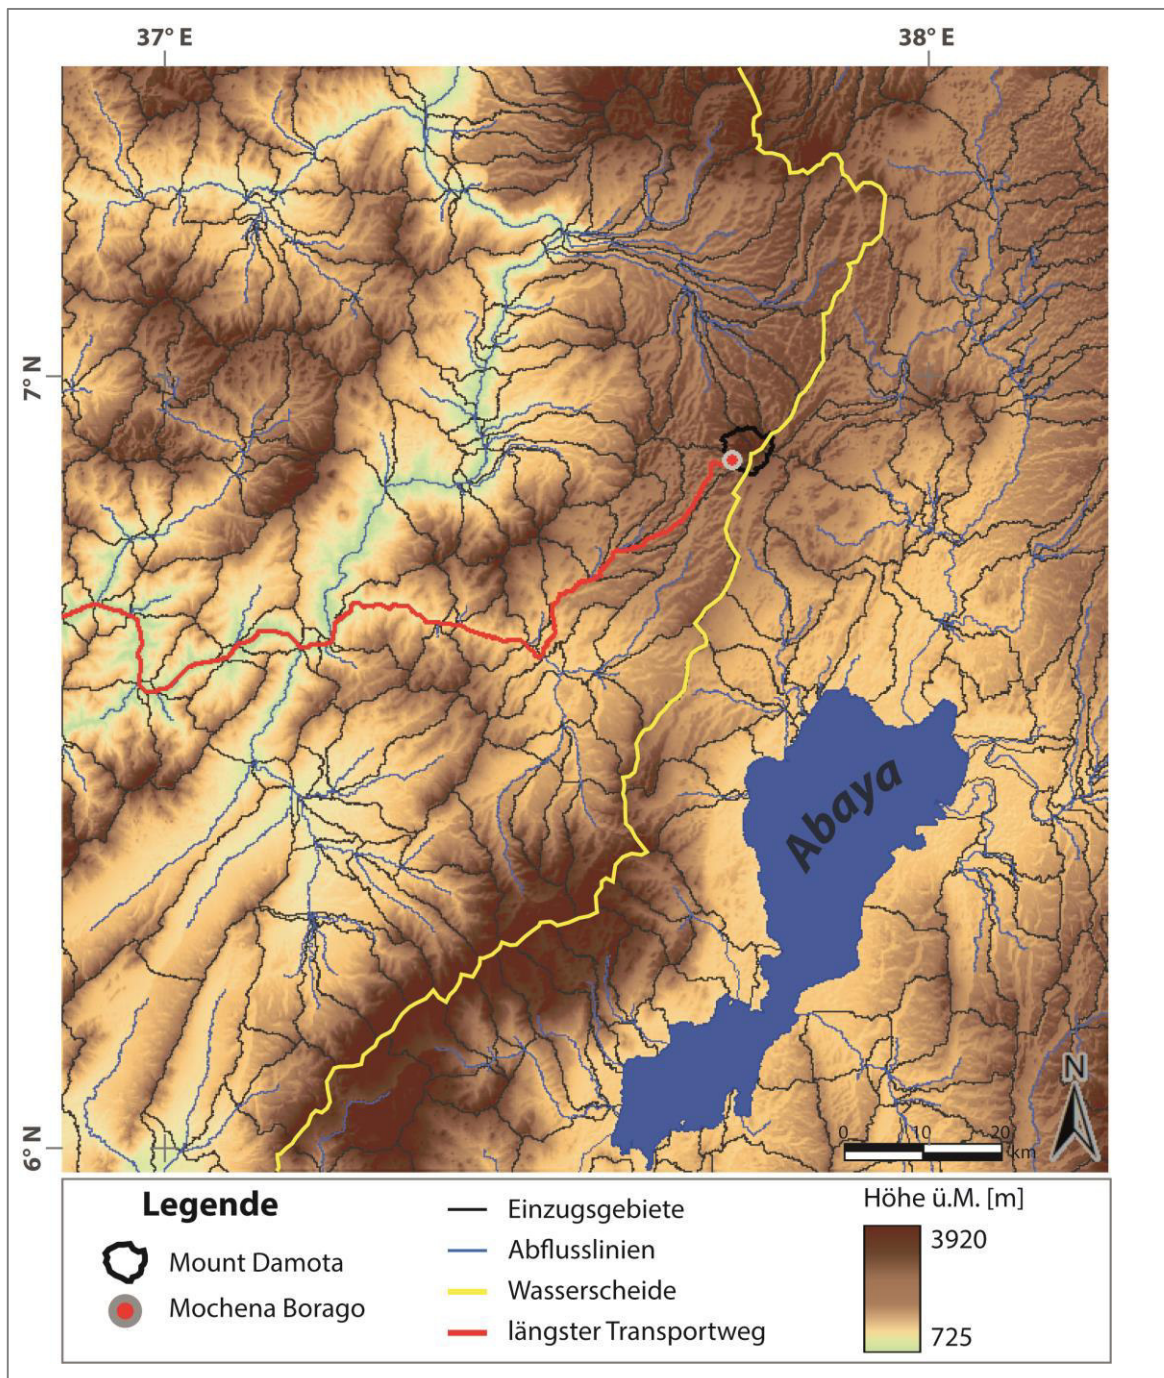 37° E 38° E
7° N
Abaya
N
6° N
0 10 20
km
Legende
Mount Damota
Mochena Borago
Einzugsgebiete
Abflusslinien
Wasserscheide
längster Transportweg
Höhe ü.M. [m]
3920
725